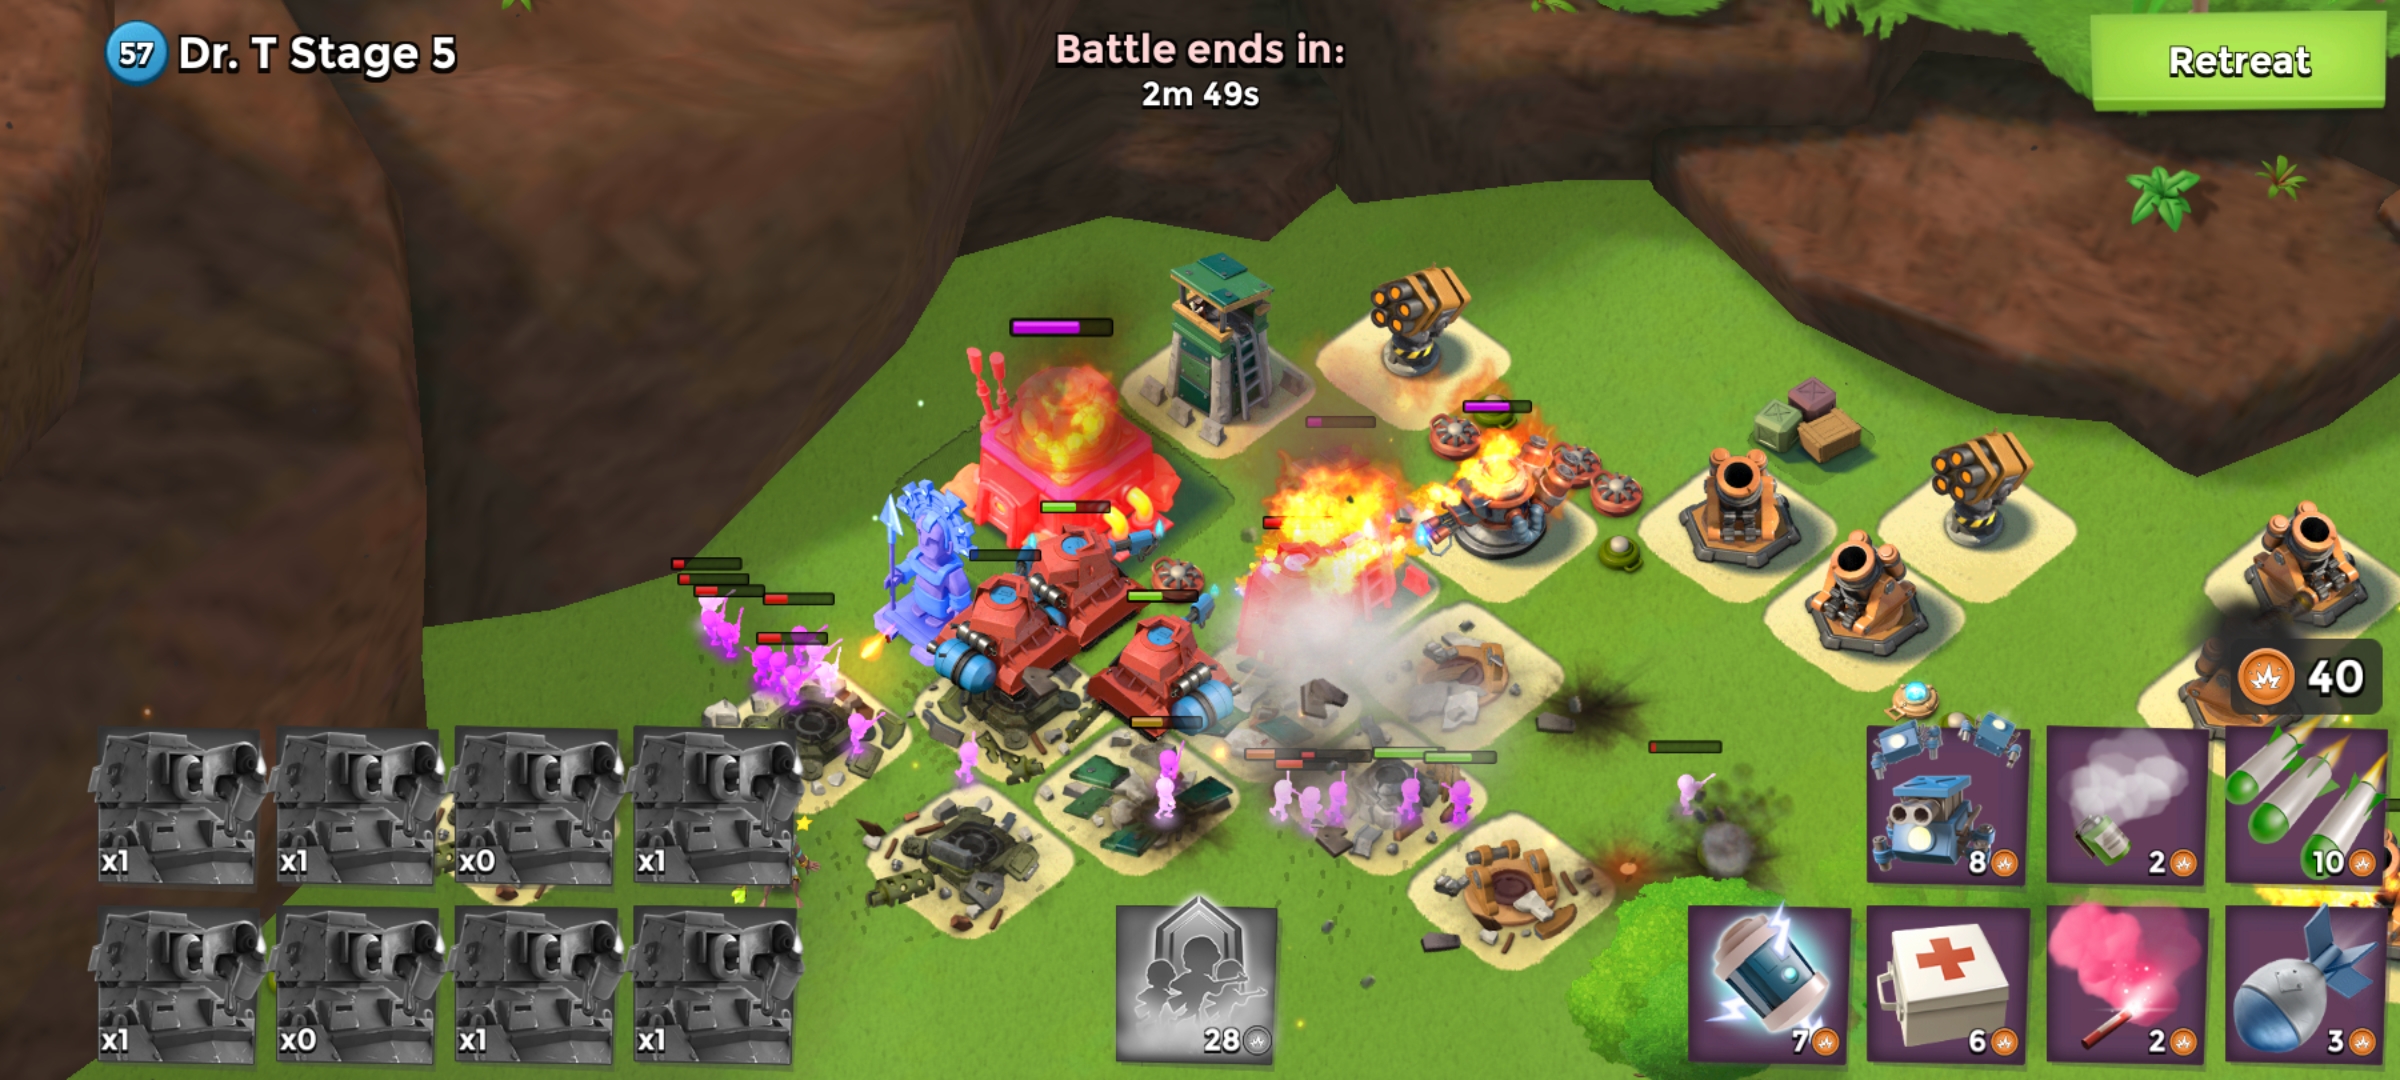 57 Dr. T Stage 5
Battle ends in:
2m 49s
Retreat
40
x1
x1
x0
x1
8
2
10
x1
x0
x1
x1
28
7
6
2
3